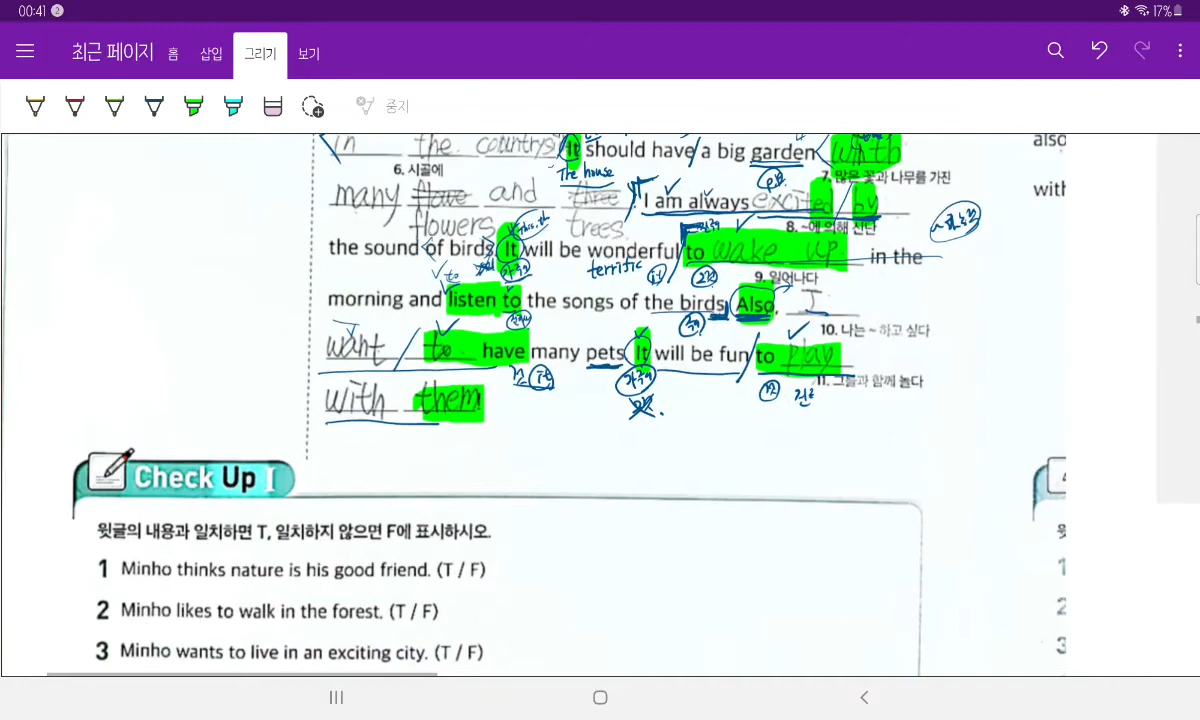 00:41 2 17%
최근 페이지 홈 삽입 그리기 보기
중지
in the country It should have a big garden with also
6. 시골에 The house 7. 많은 꽃과 나무를 가진
many flowers and trees I am always excited by with
8. ~에 의해 신난
the sound of birds It will be wonderful to wake up in the
terrific
9. 일어나다
morning and listen to the songs of the birds. Also, I
10. 나는 ~ 하고 싶다
want to have many pets It will be fun to play
11. 그들과 함께 놀다
with them
Check Up I
윗글의 내용과 일치하면 T, 일치하지 않으면 F에 표시하시오.
1 Minho thinks nature is his good friend. (T / F)
2 Minho likes to walk in the forest. (T / F)
3 Minho wants to live in an exciting city. (T / F)